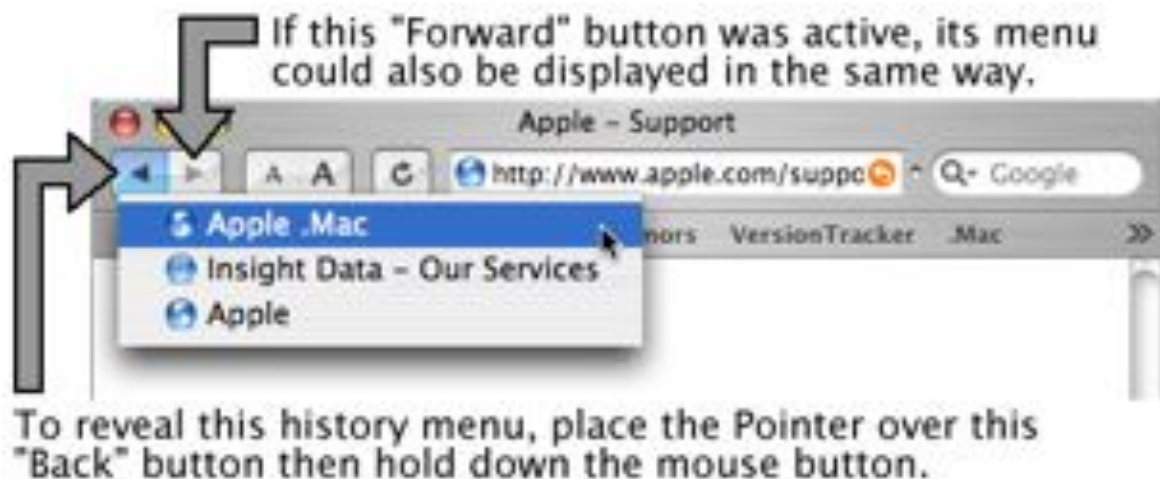 If this "Forward" button was active, its menu
could also be displayed in the same way.
Apple – Support
A A http://www.apple.com/suppo Google
Apple .Mac
VersionTracker .Mac
Insight Data – Our Services
Apple
To reveal this history menu, place the Pointer over this
"Back" button then hold down the mouse button.